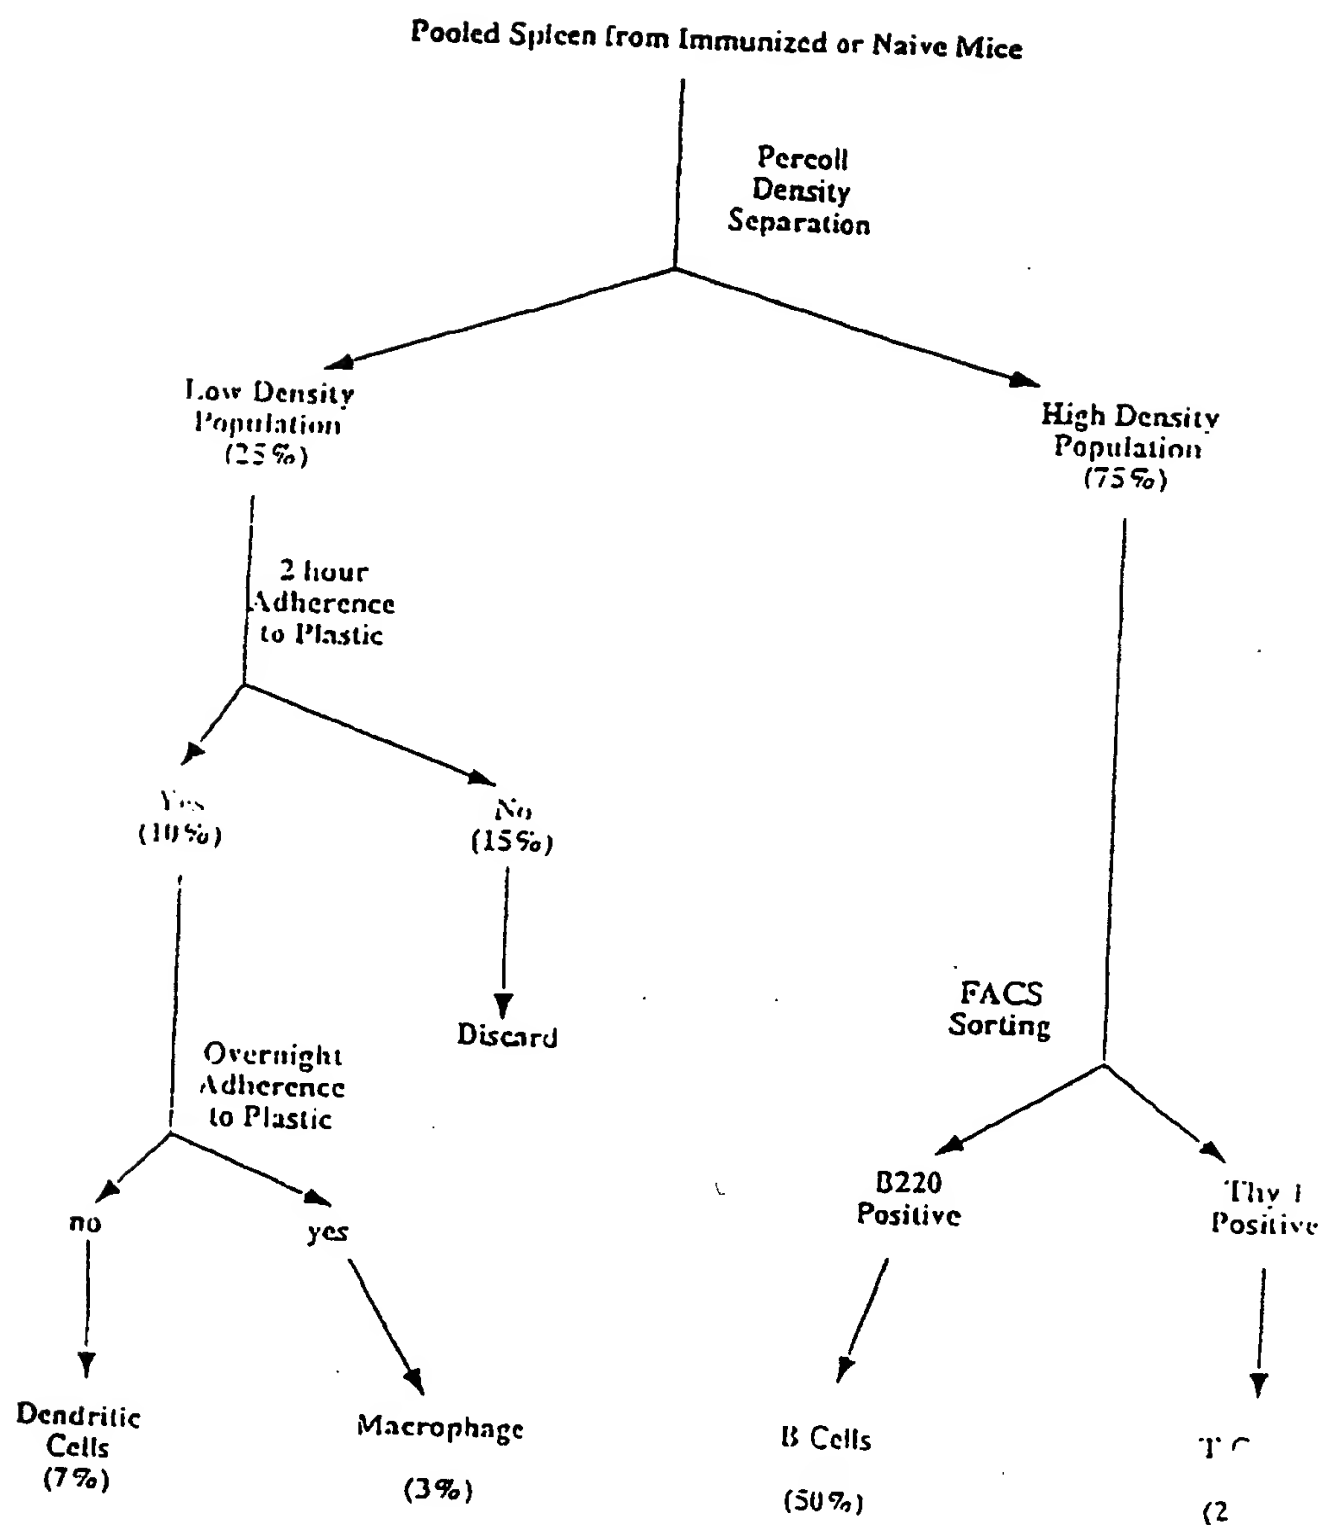 Pooled Spleen from Immunized or Naive Mice
Percoll
Density
Separation
Low Density
Population
(25%)
High Density
Population
(75%)
2 hour
Adherence
to Plastic
Yes
(10%)
No
(15%)
Discard
FACS
Sorting
Overnight
Adherence
to Plastic
no
yes
B220
Positive
Thy 1
Positive
Dendritic
Cells
(7%)
Macrophage
(3%)
B Cells
(50%)
T C
(2